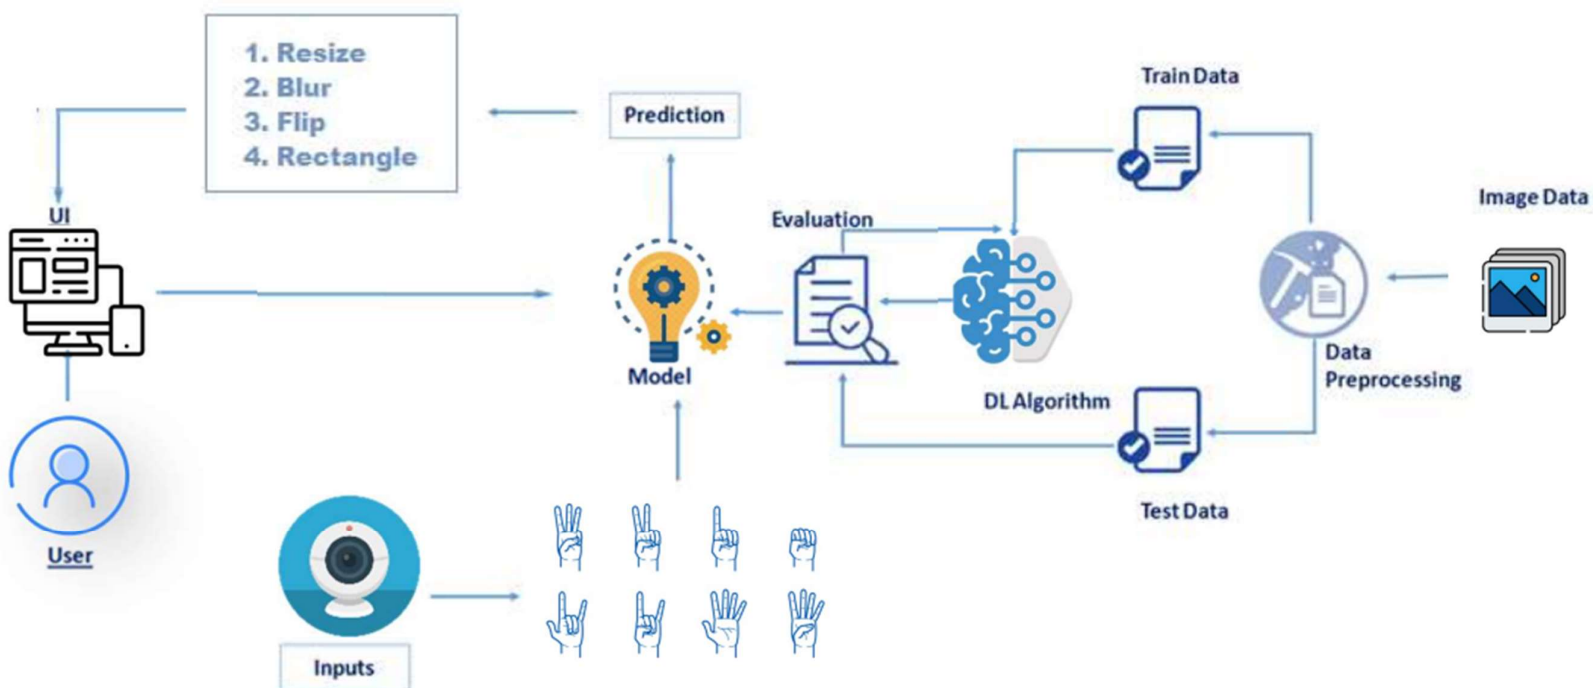 1. Resize
2. Blur
3. Flip
4. Rectangle
Prediction
Train Data
Image Data
UI
Evaluation
Data
Preprocessing
Model
DL Algorithm
Test Data
User
Inputs